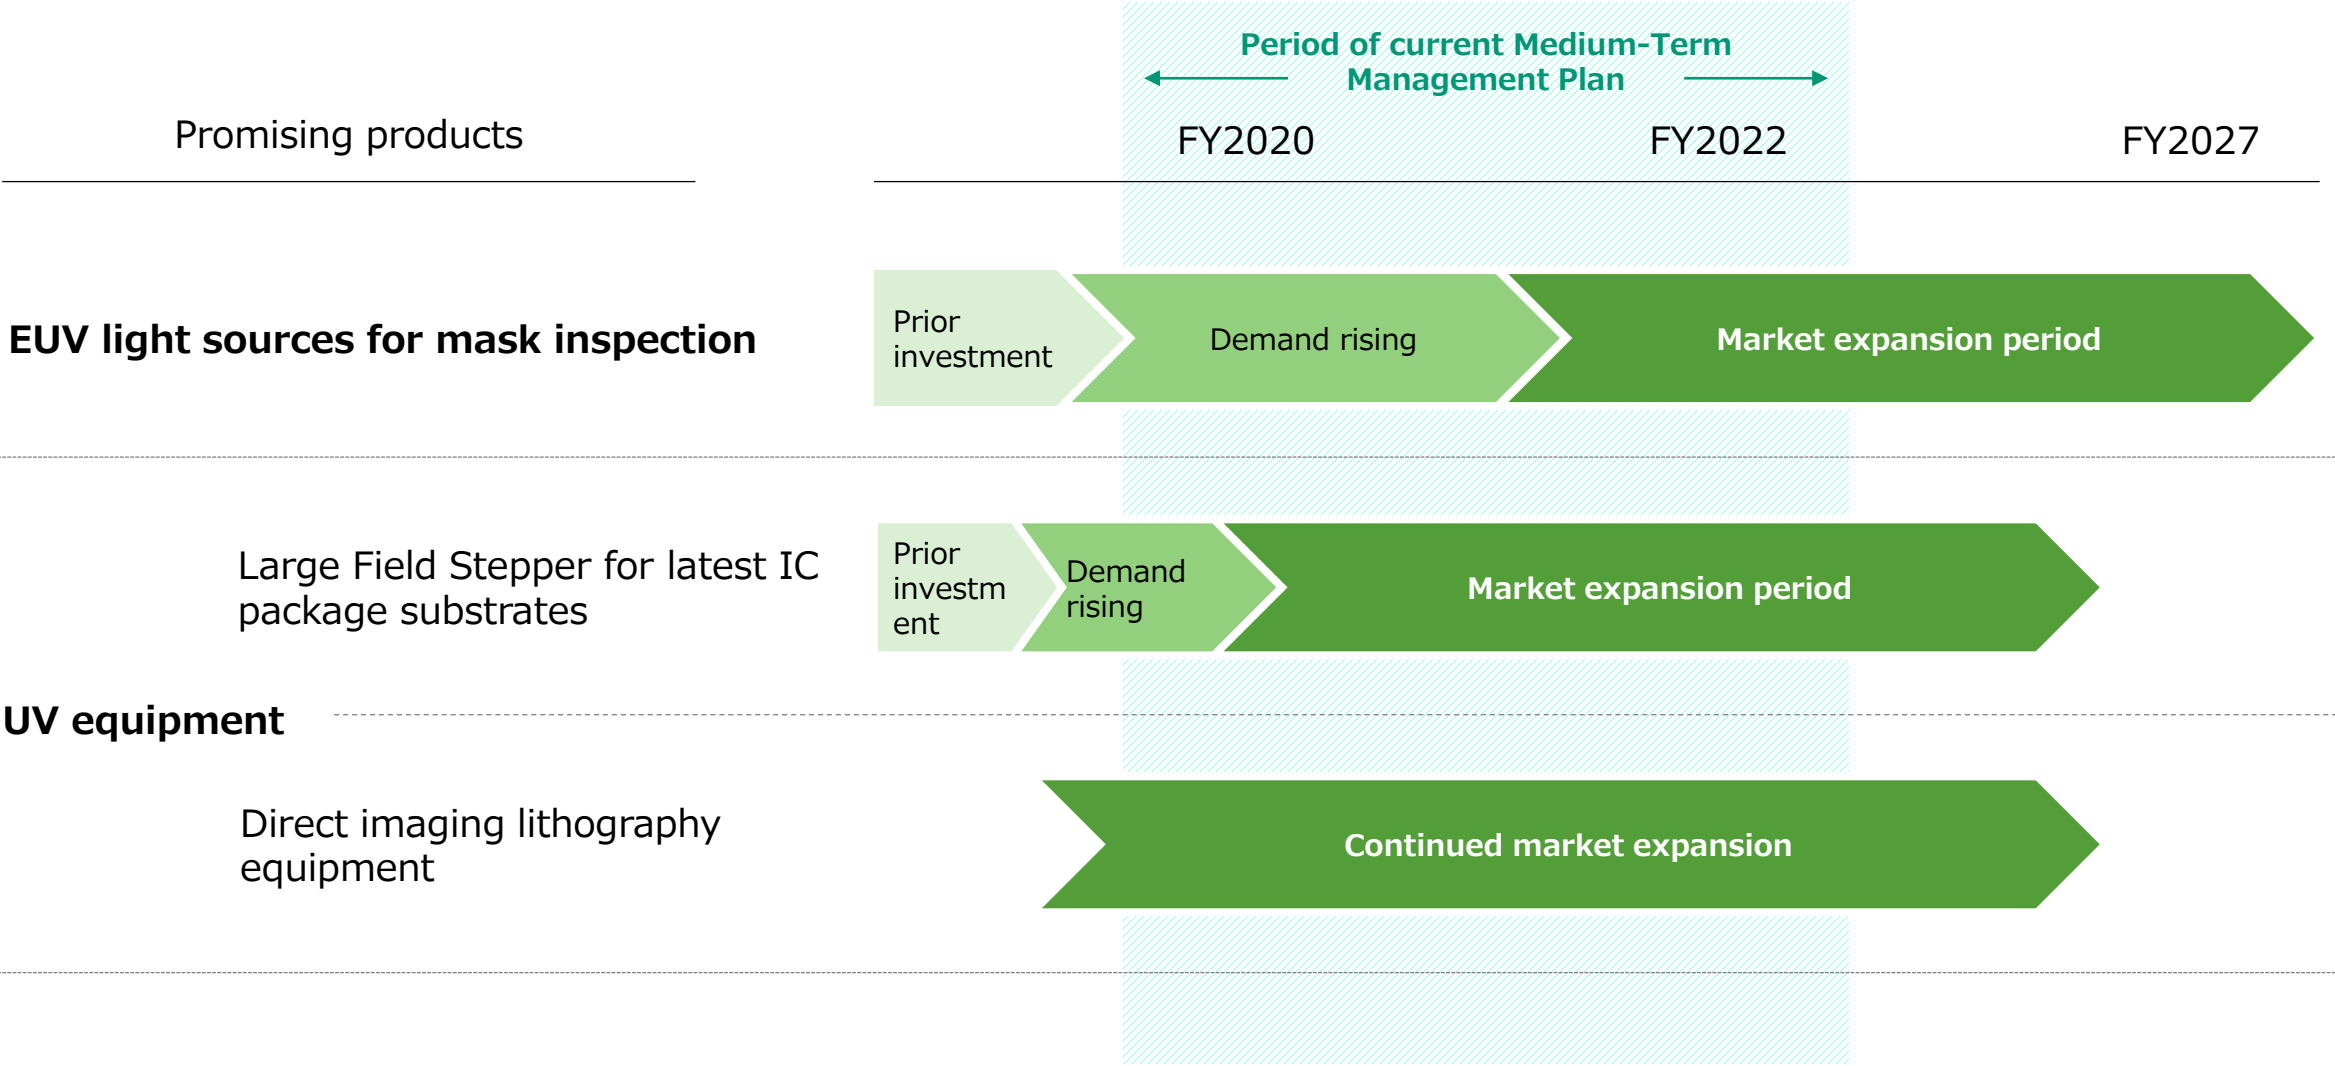 Period of current Medium-Term
Management Plan
Promising products
FY2020
FY2022
FY2027
EUV light sources for mask inspection
Prior
investment
Demand rising
Market expansion period
Large Field Stepper for latest IC
package substrates
Prior
investm
ent
Demand
rising
Market expansion period
UV equipment
Direct imaging lithography
equipment
Continued market expansion